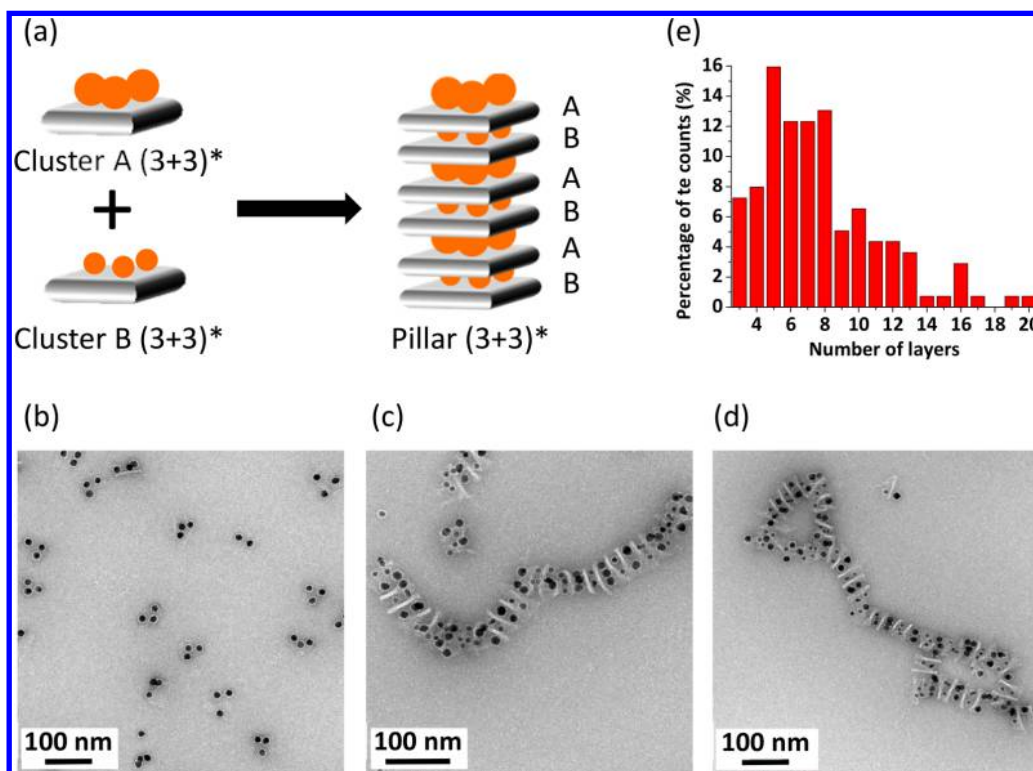 (a)
Cluster A (3+3)*
+
Cluster B (3+3)*
A
B
A
B
A
B
Pillar (3+3)*
(e)
Percentage of te counts (%)
16
14
12
10
8
6
4
2
0
4 6 8 10 12 14 16 18 20
Number of layers
(b)
100 nm
(c)
100 nm
(d)
100 nm